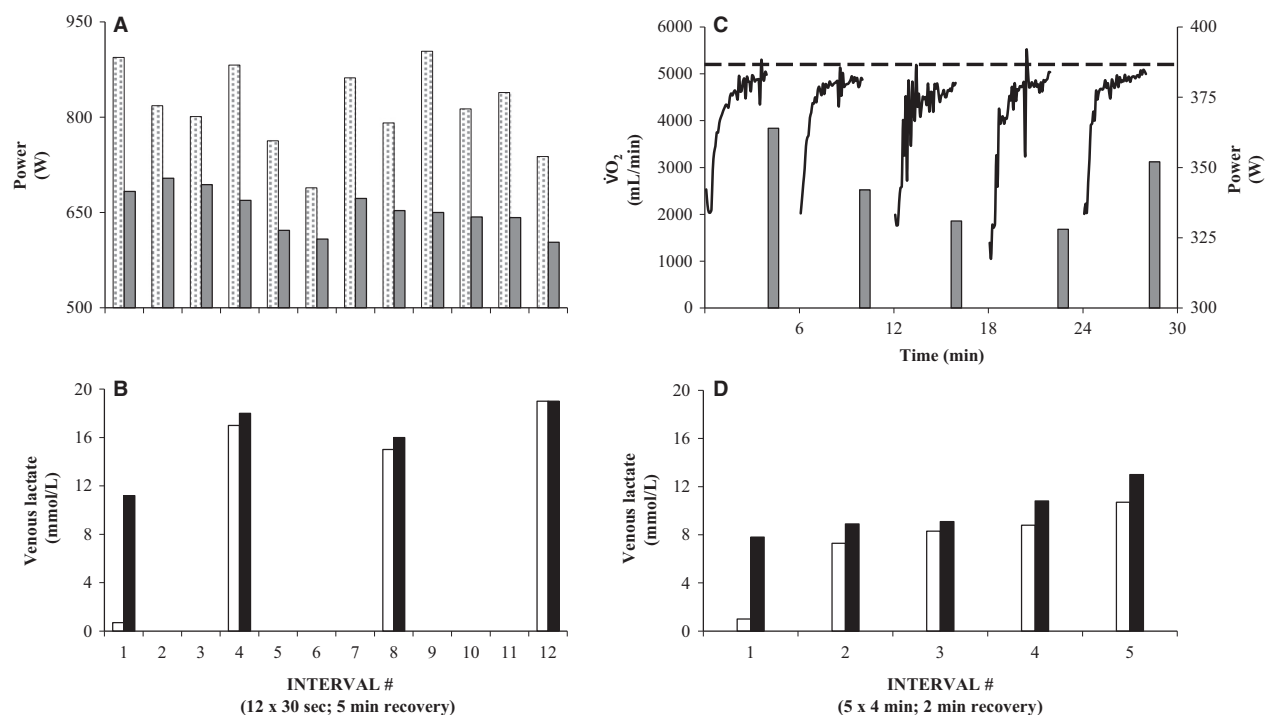 A
950
800
650
500
Power
(W)
B
20
16
12
8
4
0
Venous lactate
(mmol/L)
1 2 3 4 5 6 7 8 9 10 11 12
INTERVAL #
(12 x 30 sec; 5 min recovery)
C
6000
5000
4000
3000
2000
1000
0
V̇O₂
(mL/min)
400
375
350
325
300
Power
(W)
6 12 18 24 30
Time (min)
D
20
16
12
8
4
0
Venous lactate
(mmol/L)
1 2 3 4 5
INTERVAL #
(5 x 4 min; 2 min recovery)